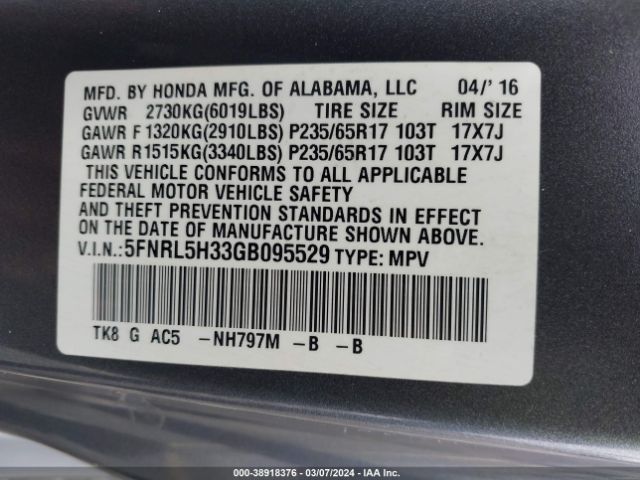 MFD. BY HONDA MFG. OF ALABAMA, LLC 04/' 16
GVWR 2730KG(6019LBS) TIRE SIZE RIM SIZE
GAWR F 1320KG(2910LBS) P235/65R17 103T 17X7J
GAWR R1515KG(3340LBS) P235/65R17 103T 17X7J
THIS VEHICLE CONFORMS TO ALL APPLICABLE
FEDERAL MOTOR VEHICLE SAFETY
AND THEFT PREVENTION STANDARDS IN EFFECT
ON THE DATE OF MANUFACTURE SHOWN ABOVE.
V.I.N.:5FNRL5H33GB095529 TYPE: MPV
TK8 G AC5 -NH797M -B -B
000-38918376 - 03/07/2024 - IAA Inc.